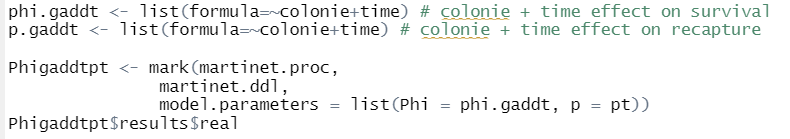 phi.gaddt <- list(formula=~colonie+time) # colonie + time effect on survival
p.gaddt <- list(formula=~colonie+time) # colonie + time effect on recapture
Phigaddtpt <- mark(martinet.proc,
martinet.ddl,
model.parameters = list(Phi = phi.gaddt, p = pt))
Phigaddtpt$results$real